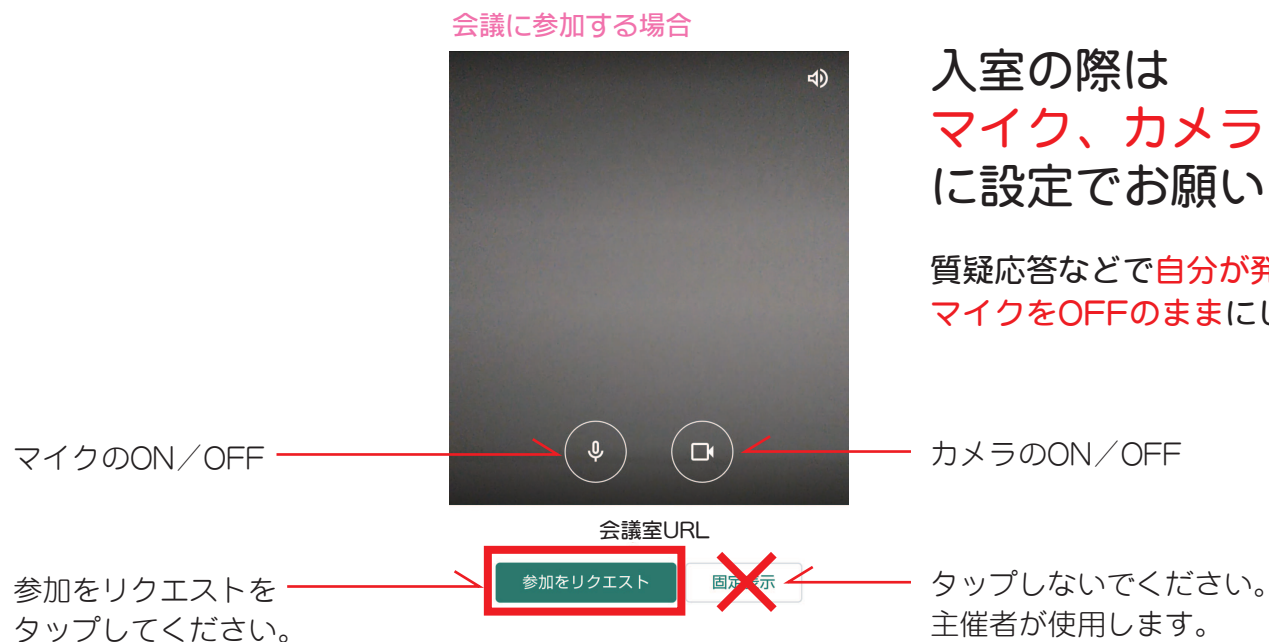 会議に参加する場合
入室の際は
マイク、カメラ
に設定でお願い
質疑応答などで自分が
マイクをOFFのままに
マイクのON／OFF
カメラのON／OFF
会議室URL
参加をリクエスト
固定表示
参加をリクエストを
タップしてください。
タップしないでください。
主催者が使用します。